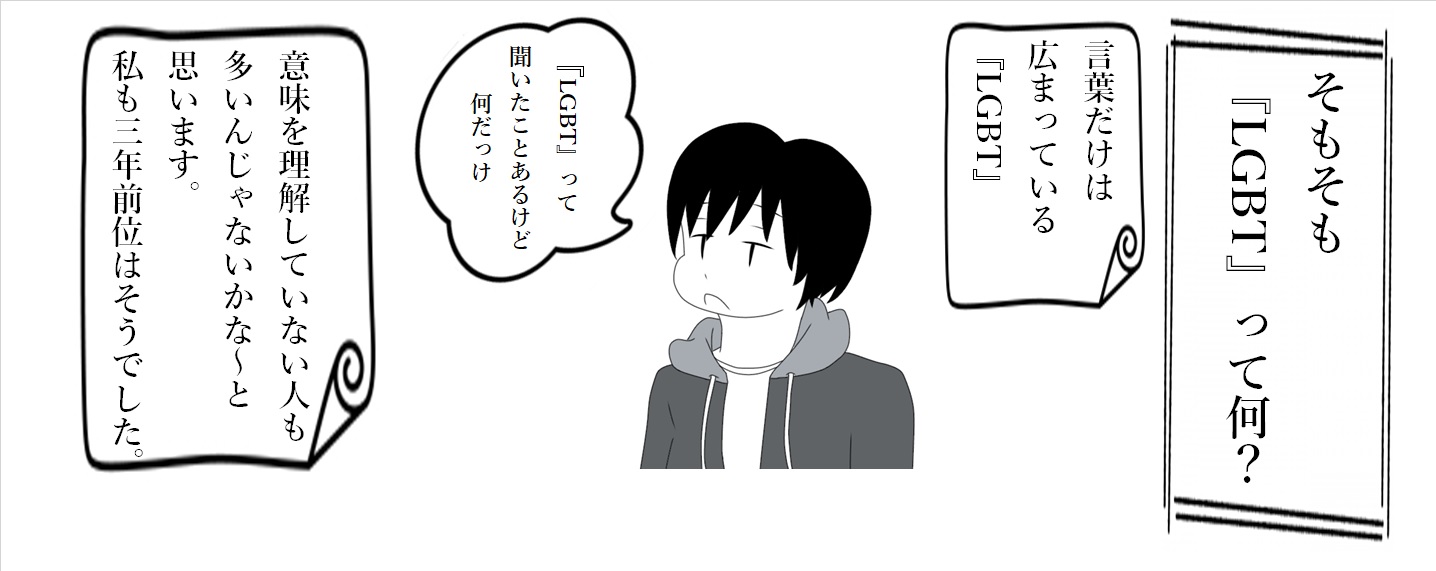 そもそも
『LGBT』って何？
言葉だけは
広まっている
『LGBT』
『LGBT』って
聞いたことあるけど
何だっけ
意味を理解していない人も
多いんじゃないかな～と
思います。
私も三年前位はそうでした。